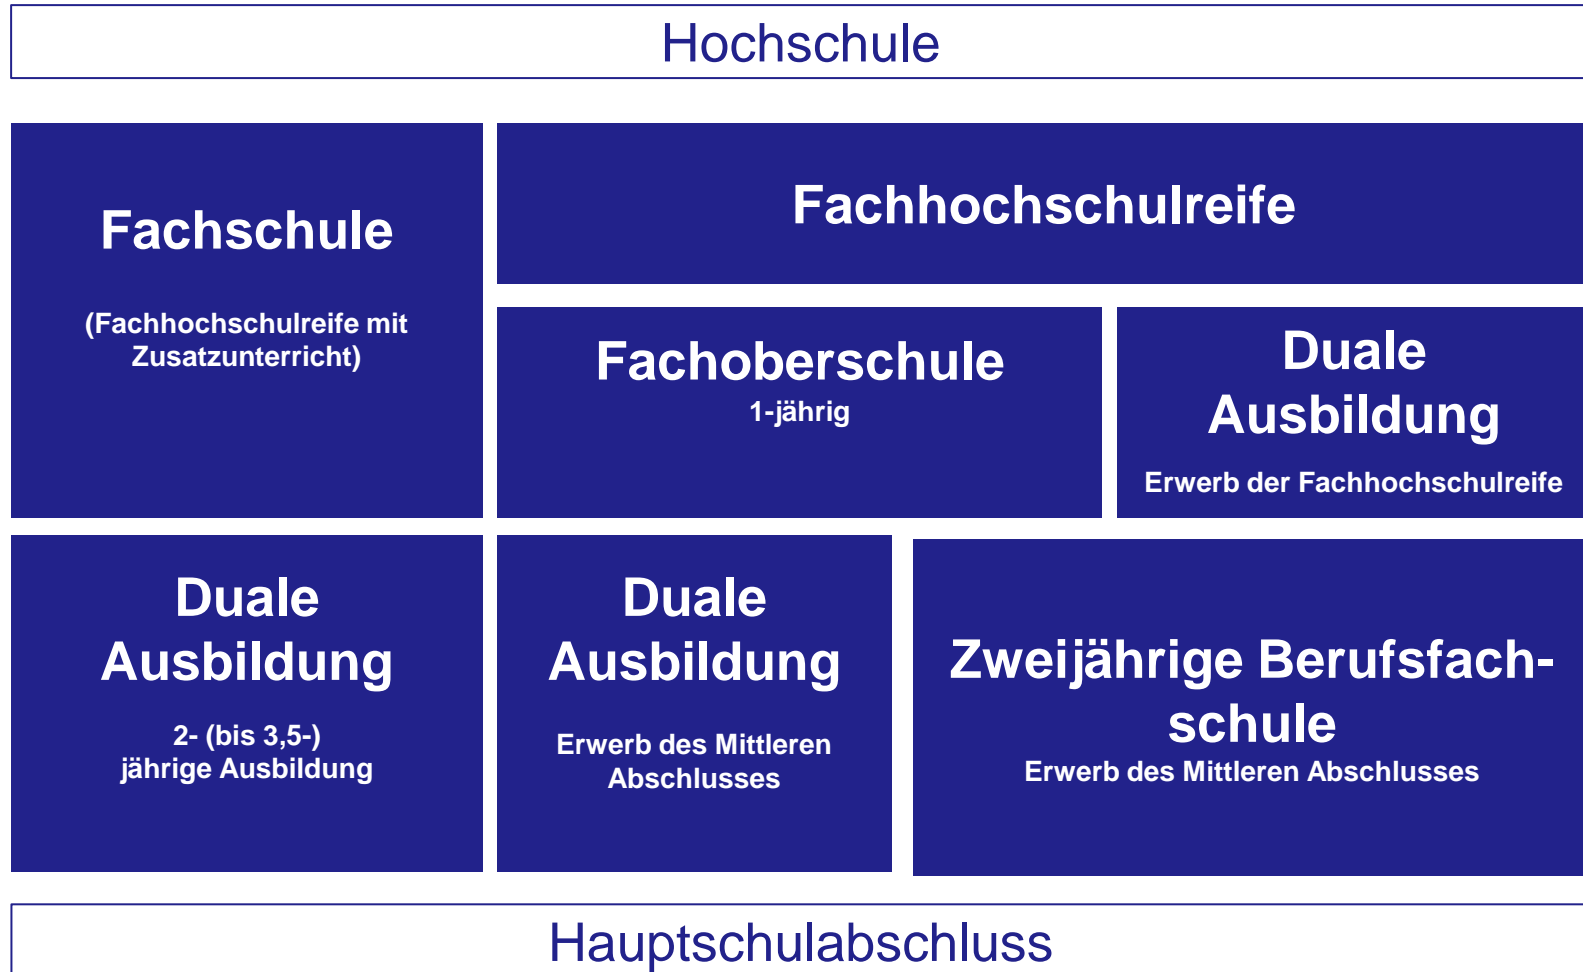 Hochschule
Fachschule
(Fachhochschulreife mit
Zusatzunterricht)
Fachhochschulreife
Fachoberschule
1-jährig
Duale
Ausbildung
Erwerb der Fachhochschulreife
Duale
Ausbildung
2- (bis 3,5-)
jährige Ausbildung
Duale
Ausbildung
Erwerb des Mittleren
Abschlusses
Zweijährige Berufsfach-
schule
Erwerb des Mittleren Abschlusses
Hauptschulabschluss